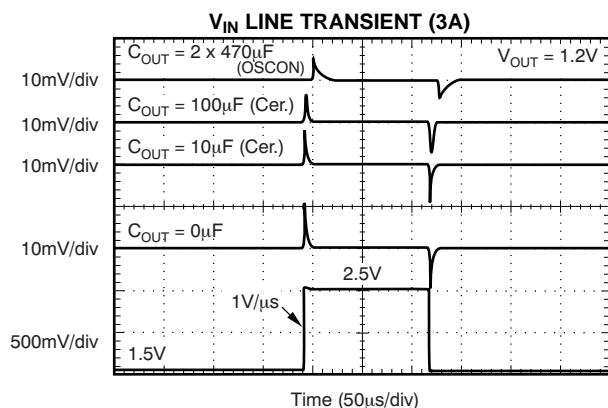 VIN LINE TRANSIENT (3A)
COUT = 2 x 470μF
(OSCON)
VOUT = 1.2V
10mV/div
COUT = 100μF (Cer.)
10mV/div
COUT = 10μF (Cer.)
10mV/div
COUT = 0μF
10mV/div
2.5V
1V/μs
500mV/div
1.5V
Time (50μs/div)